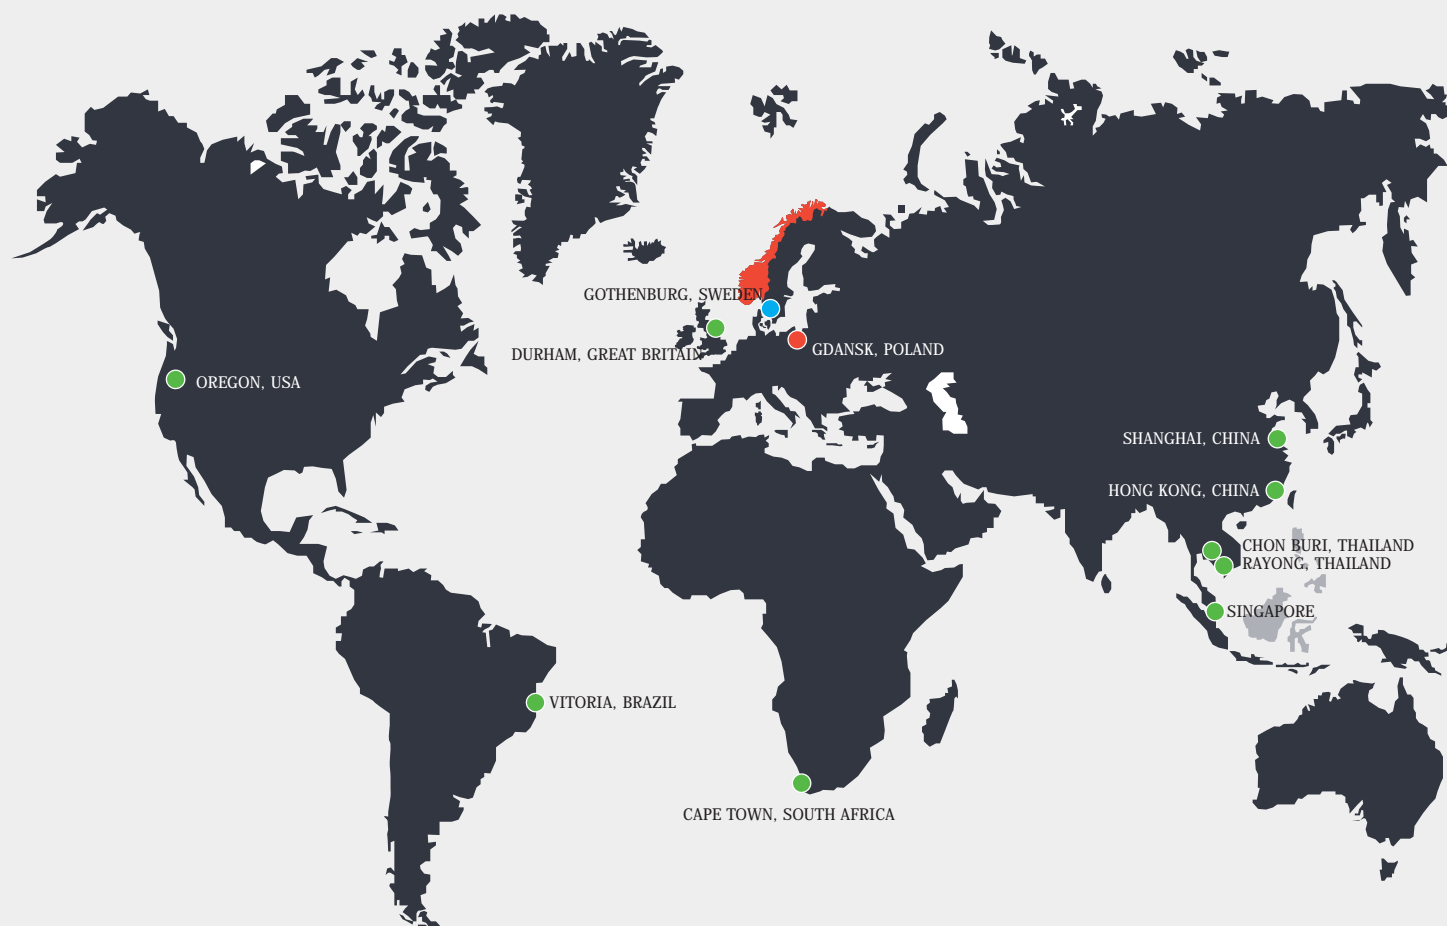 GOTHENBURG, SWEDEN
DURHAM, GREAT BRITAIN
GDANSK, POLAND
OREGON, USA
SHANGHAI, CHINA
HONG KONG, CHINA
CHON BURI, THAILAND
RAYONG, THAILAND
SINGAPORE
VITORIA, BRAZIL
CAPE TOWN, SOUTH AFRICA